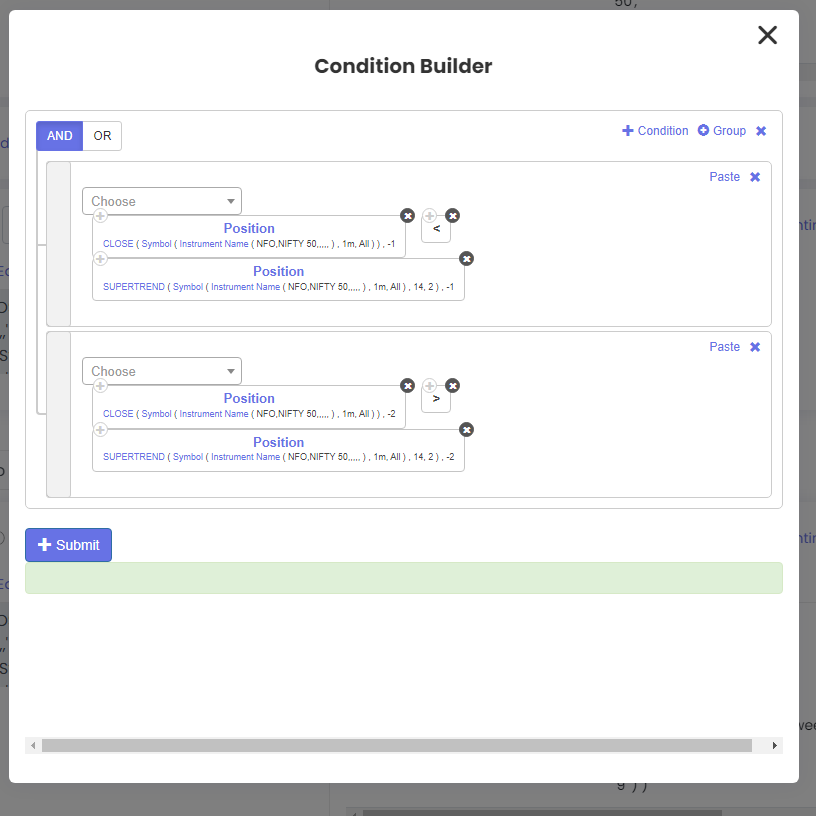 50,
Condition Builder
AND OR
Condition Group
Paste
Choose
Position
CLOSE ( Symbol ( Instrument Name ( NFO,NIFTY 50,,,,, ) , 1m, All ) ) , -1
<
Position
SUPERTREND ( Symbol ( Instrument Name ( NFO,NIFTY 50,,,,, ) , 1m, All ) , 14, 2 ) , -1
Paste
Choose
Position
CLOSE ( Symbol ( Instrument Name ( NFO,NIFTY 50,,,,, ) , 1m, All ) ) , -2
>
Position
SUPERTREND ( Symbol ( Instrument Name ( NFO,NIFTY 50,,,,, ) , 1m, All ) , 14, 2 ) , -2
Submit
9 ) )